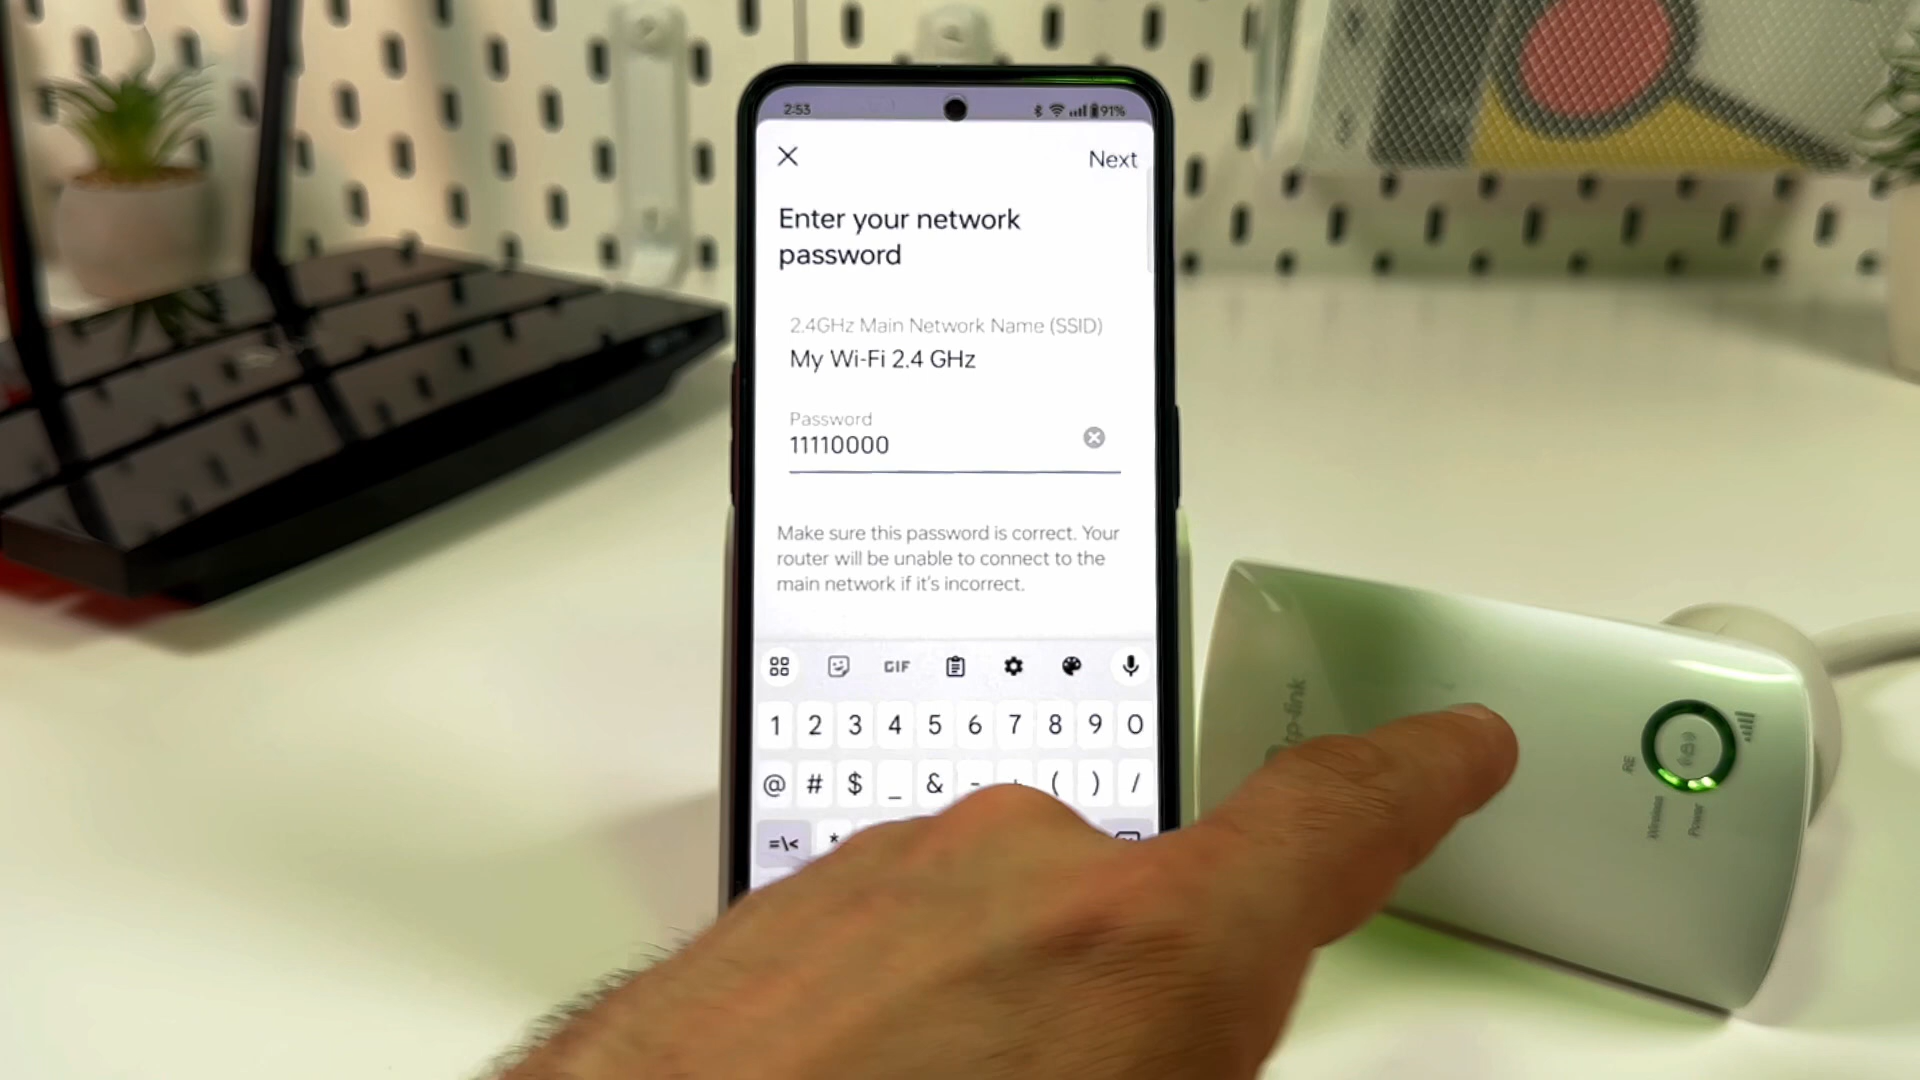 2:53
91%
Next
Enter your network
password
2.4GHz Main Network Name (SSID)
My Wi-Fi 2.4 GHz
Password
11110000
Make sure this password is correct. Your
router will be unable to connect to the
main network if it's incorrect.
GIF
1 2 3 4 5 6 7 8 9 0
@ # $ _ & - + ( ) /
=\< *
tp-link
RE
Wireless
Power